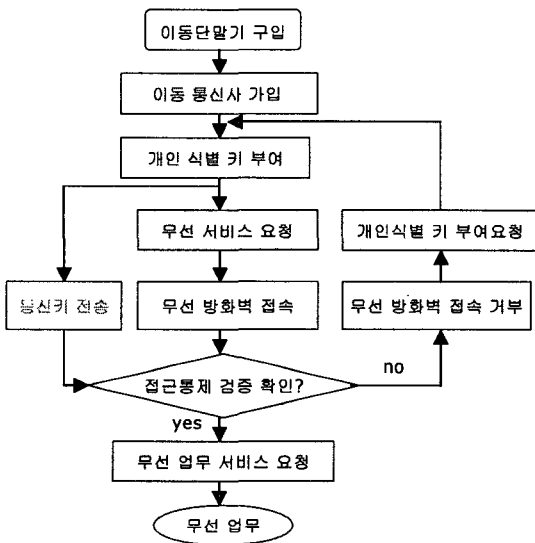 이동단말기 구입
이동 통신사 가입
개인 식별 키 부여
무선 서비스 요청
개인식별 키 부여요청
통신키 전송
무선 방화벽 접속
무선 방화벽 접속 거부
접근통제 검증 확인?
no
yes
무선 업무 서비스 요청
무선 업무